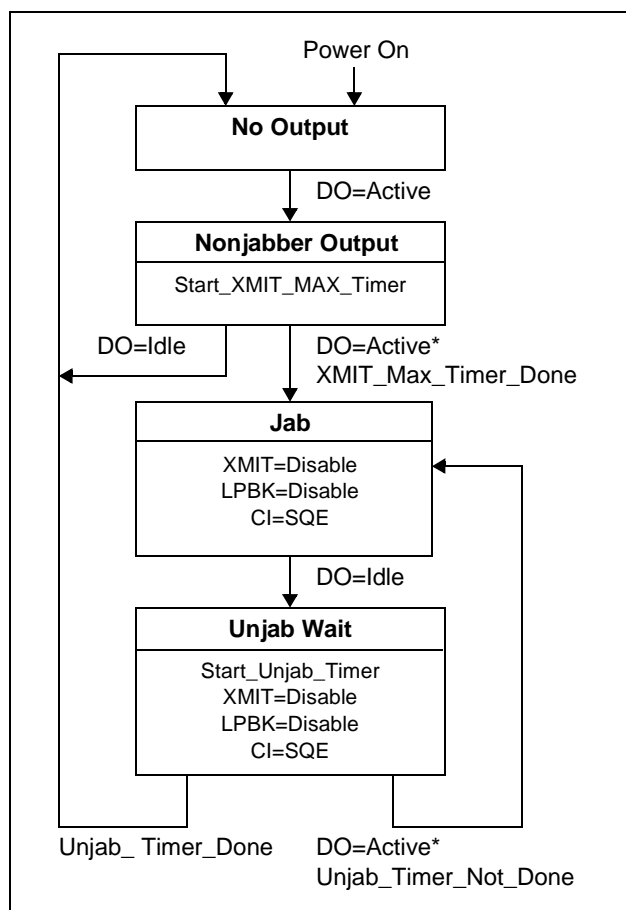 Power On
No Output
DO=Active
Nonjabber Output
Start_XMIT_MAX_Timer
DO=Idle
DO=Active*
XMIT_Max_Timer_Done
Jab
XMIT=Disable
LPBK=Disable
CI=SQE
DO=Idle
Unjab Wait
Start_Unjab_Timer
XMIT=Disable
LPBK=Disable
CI=SQE
Unjab_ Timer_Done
DO=Active*
Unjab_Timer_Not_Done